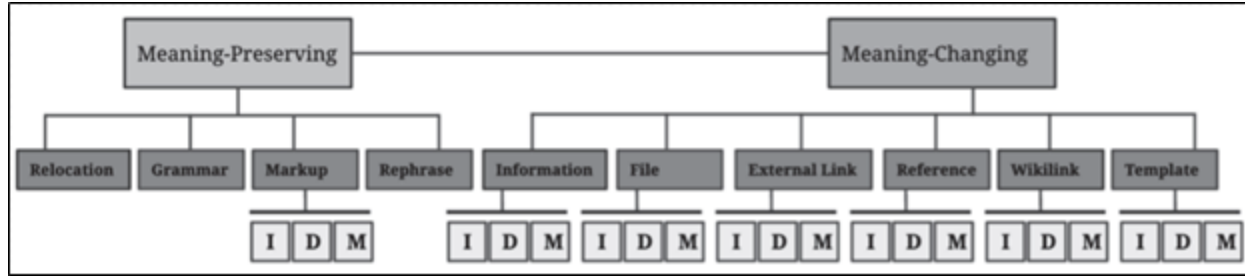 Meaning-Preserving Meaning-Changing
Relocation Grammar Markup Rephrase Information File External Link Reference Wikilink Template
I D M I D M I D M I D M I D M I D M I D M